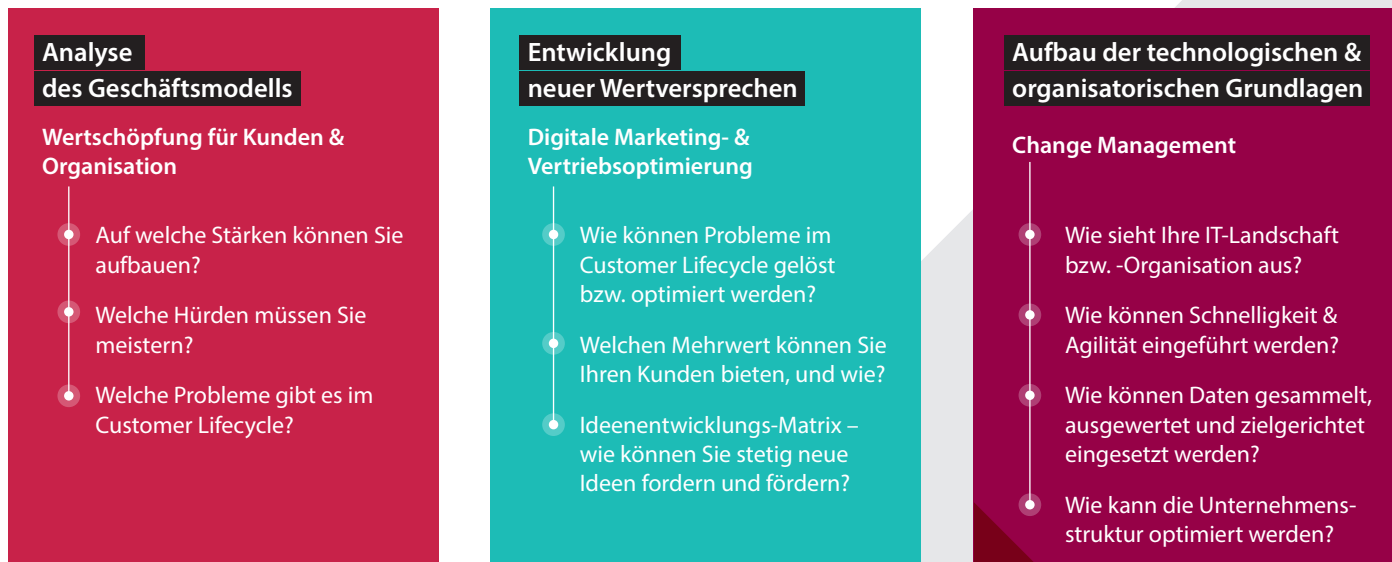 Analyse
des Geschäftsmodells
Wertschöpfung für Kunden &
Organisation
Auf welche Stärken können Sie
aufbauen?
Welche Hürden müssen Sie
meistern?
Welche Probleme gibt es im
Customer Lifecycle?
Entwicklung
neuer Wertversprechen
Digitale Marketing- &
Vertriebsoptimierung
Wie können Probleme im
Customer Lifecycle gelöst
bzw. optimiert werden?
Welchen Mehrwert können Sie
Ihren Kunden bieten, und wie?
Ideenentwicklungs-Matrix –
wie können Sie stetig neue
Ideen fordern und fördern?
Aufbau der technologischen &
organisatorischen Grundlagen
Change Management
Wie sieht Ihre IT-Landschaft
bzw. -Organisation aus?
Wie können Schnelligkeit &
Agilität eingeführt werden?
Wie können Daten gesammelt,
ausgewertet und zielgerichtet
eingesetzt werden?
Wie kann die Unternehmens-
struktur optimiert werden?